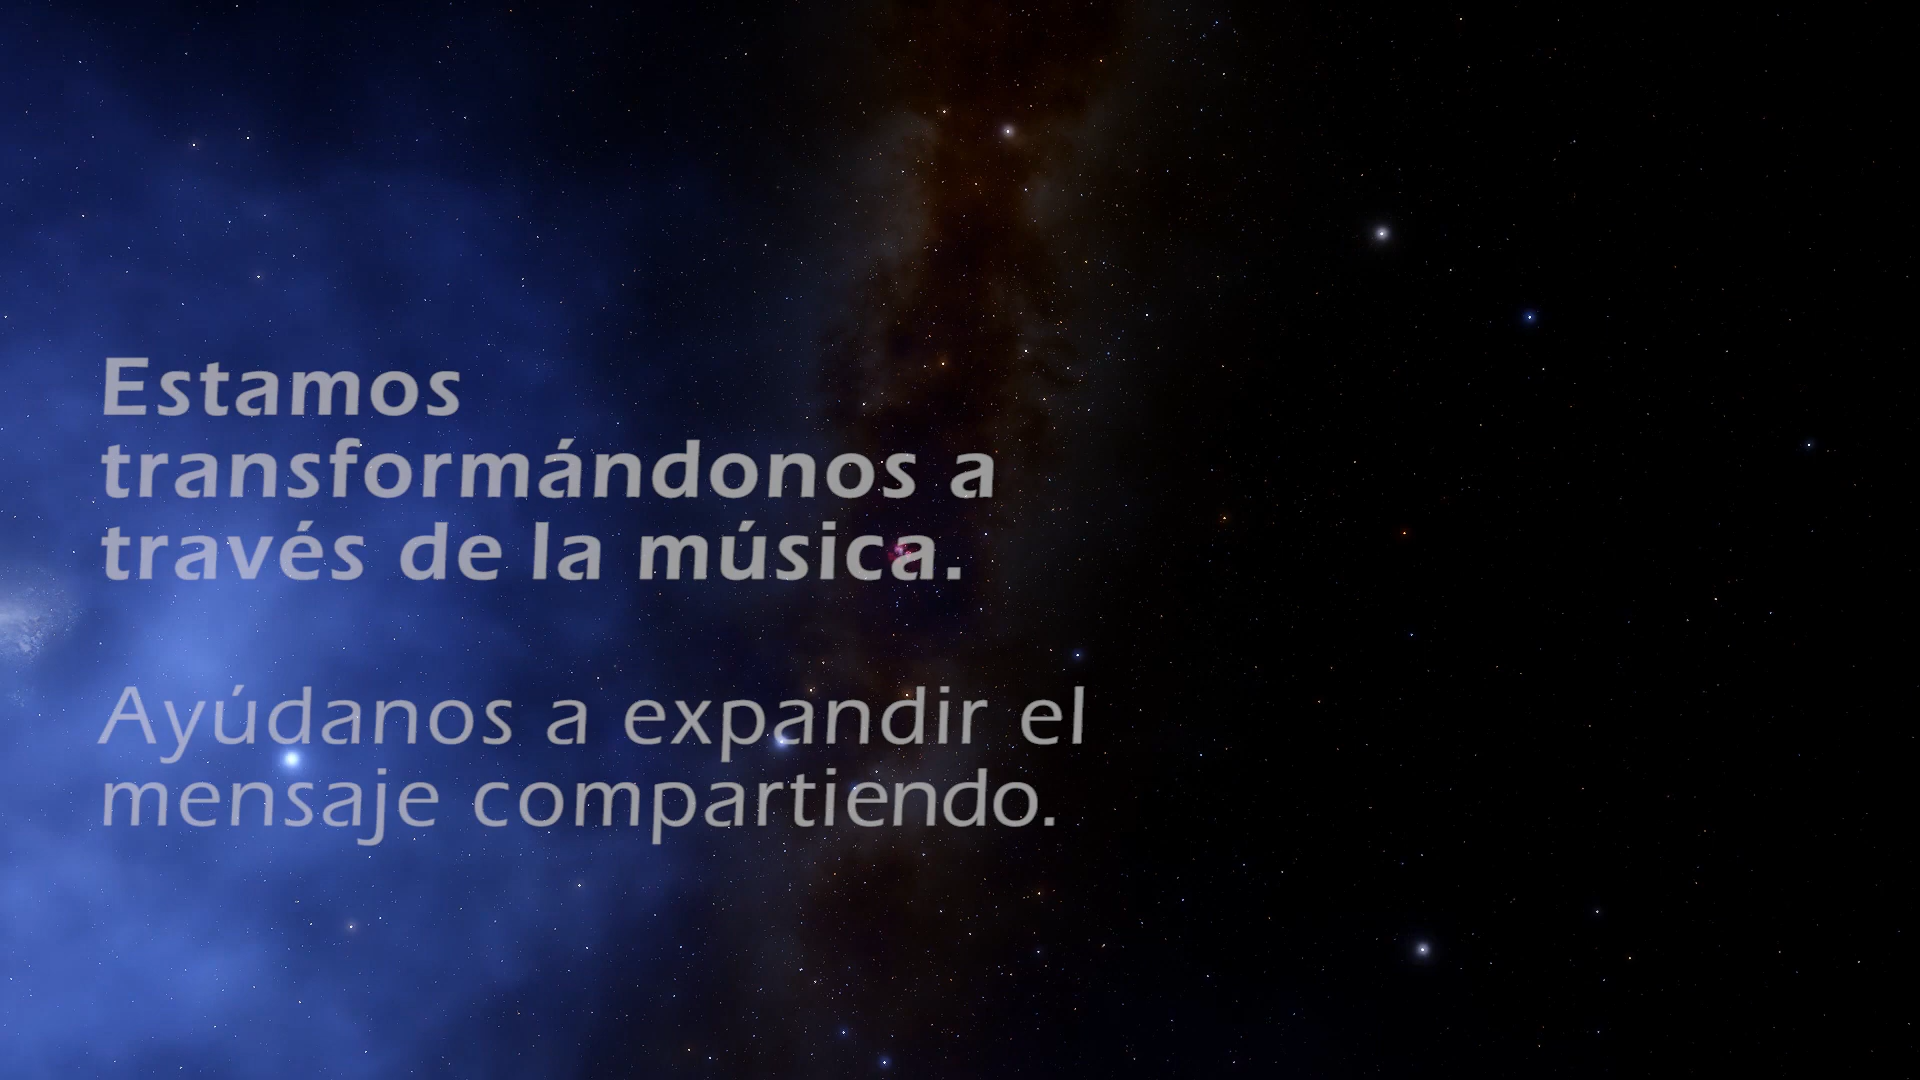 Estamos
transformándonos a
través de la música.
Ayúdanos a expandir el
mensaje compartiendo.